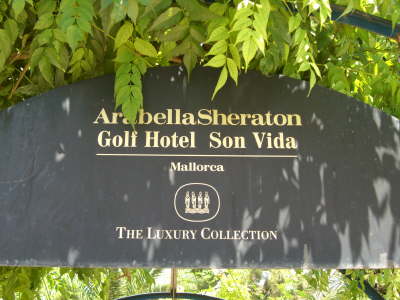 ArabellaSheraton
Golf Hotel Son Vida
Mallorca
THE LUXURY COLLECTION